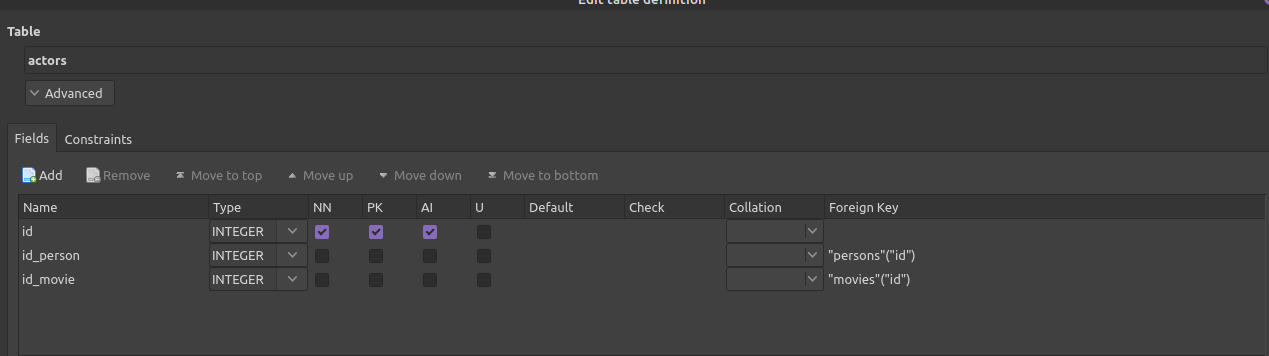 Edit table definition
Table
actors
Advanced
Fields Constraints
Add Remove Move to top Move up Move down Move to bottom
Name Type NN PK AI U Default Check Collation Foreign Key
id INTEGER
id_person INTEGER "persons"("id")
id_movie INTEGER "movies"("id")